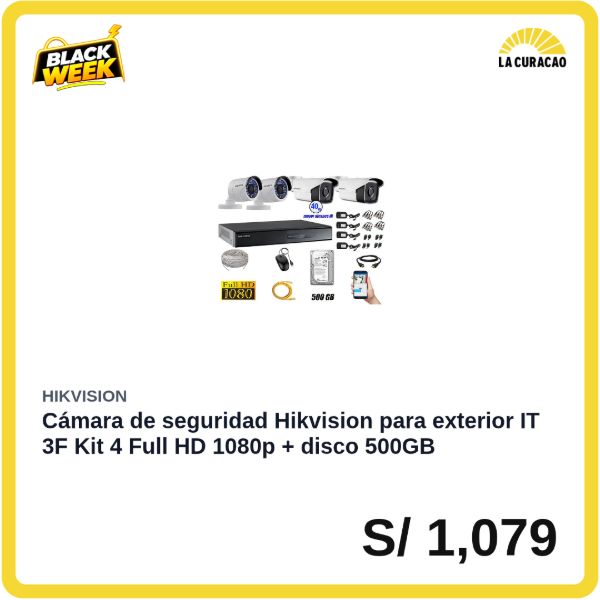 BLACK
WEEK
LA CURACAO
40
Full HD
1080
500 GB
HIKVISION
Cámara de seguridad Hikvision para exterior IT
3F Kit 4 Full HD 1080p + disco 500GB
S/ 1,079